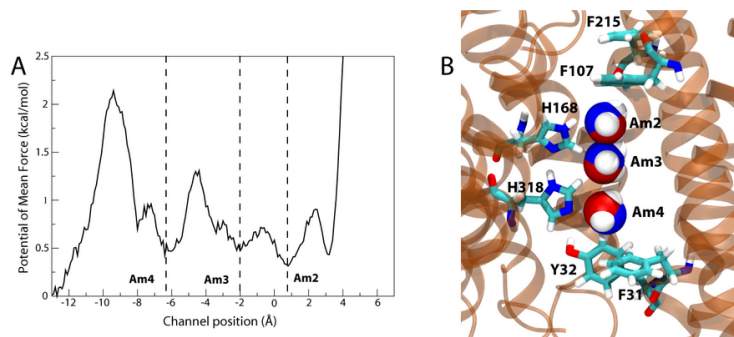 A
Potential of Mean Force (kcal/mol)
2.5
2
1.5
1
0.5
0
Am4
Am3
Am2
-12
-10
-8
-6
-4
-2
0
2
4
6
Channel position (Å)
B
F215
F107
H168
Am2
Am3
H318
Am4
Y32
F31